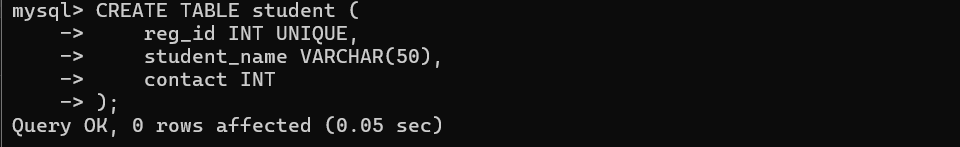 mysql> CREATE TABLE student (
    ->     reg_id INT UNIQUE,
    ->     student_name VARCHAR(50),
    ->     contact INT
    -> );
Query OK, 0 rows affected (0.05 sec)